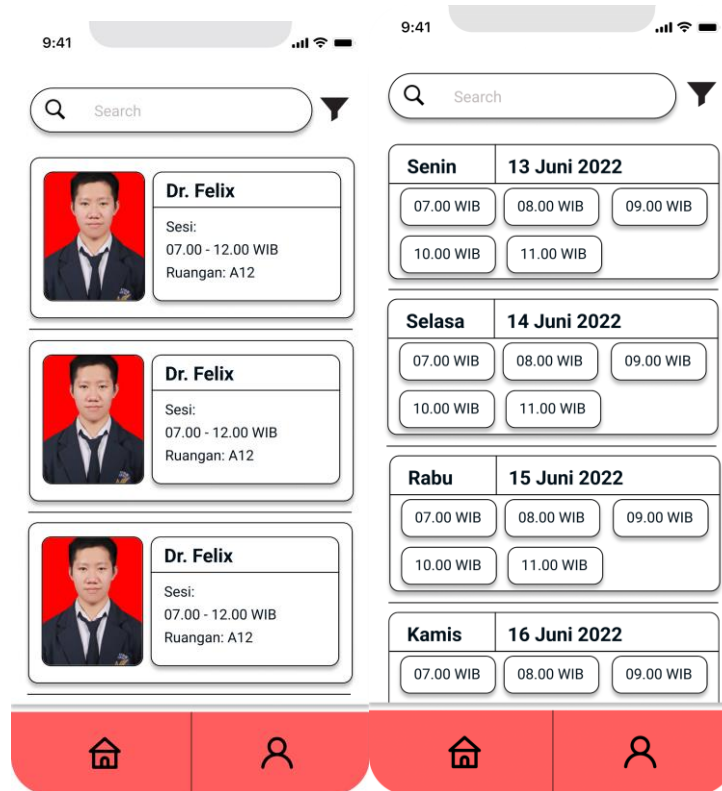 9:41
Search
Dr. Felix
Sesi:
07.00 - 12.00 WIB
Ruangan: A12
Dr. Felix
Sesi:
07.00 - 12.00 WIB
Ruangan: A12
Dr. Felix
Sesi:
07.00 - 12.00 WIB
Ruangan: A12
9:41
Search
Senin 13 Juni 2022
07.00 WIB 08.00 WIB 09.00 WIB
10.00 WIB 11.00 WIB
Selasa 14 Juni 2022
07.00 WIB 08.00 WIB 09.00 WIB
10.00 WIB 11.00 WIB
Rabu 15 Juni 2022
07.00 WIB 08.00 WIB 09.00 WIB
10.00 WIB 11.00 WIB
Kamis 16 Juni 2022
07.00 WIB 08.00 WIB 09.00 WIB